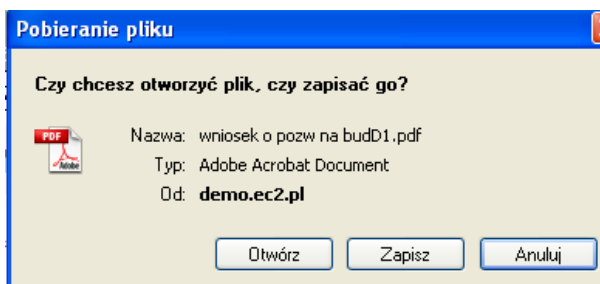 Pobieranie pliku
Czy chcesz otworzyć plik, czy zapisać go?
PDF
Adobe
Nazwa: wniosek o pozw na budD1.pdf
Typ: Adobe Acrobat Document
Od: demo.ec2.pl
Otwórz Zapisz Anuluj